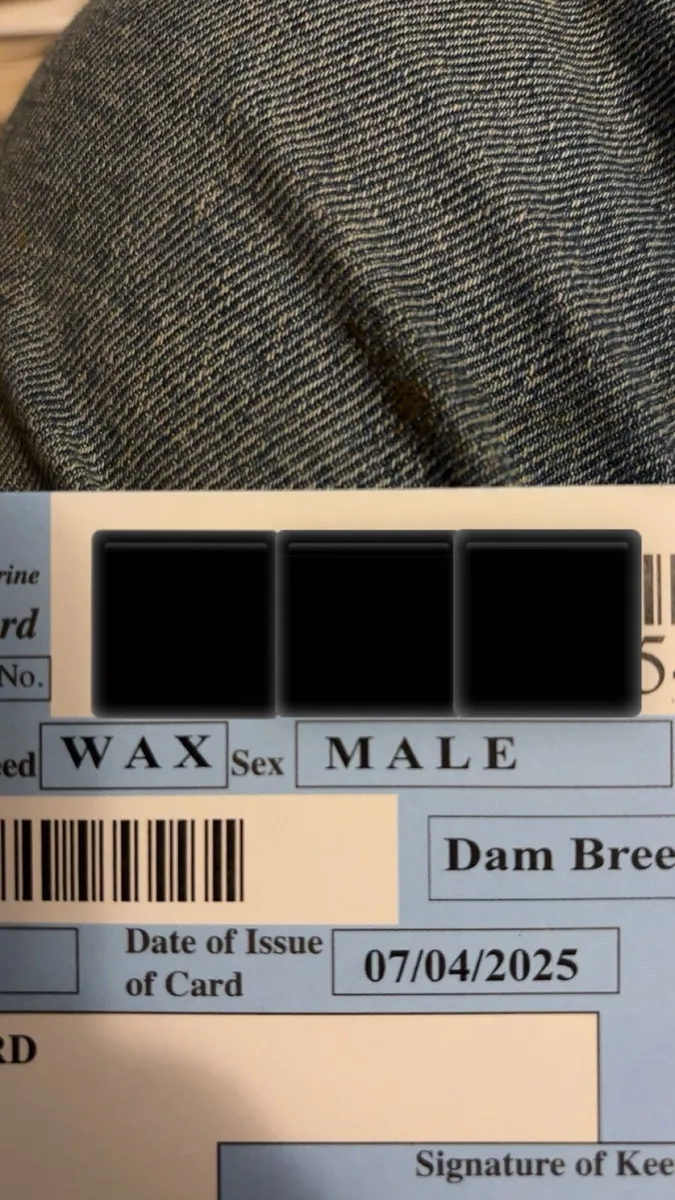 rine
rd
No.
5
eed WAX Sex MALE
Dam Bree
Date of Issue
of Card
07/04/2025
RD
Signature of Kee